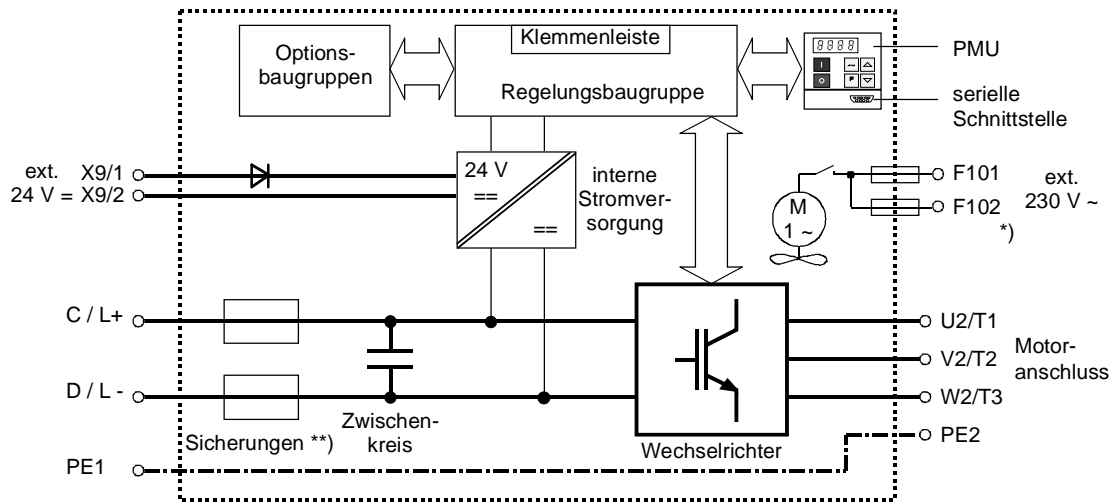 Options-
baugruppen
Klemmenleiste
Regelungsbaugruppe
8888
I
O
P
PMU
serielle
Schnittstelle
ext. X9/1
24 V = X9/2
24 V
==
==
interne
Stromver-
sorgung
M
1 ~
F101
F102
*)
ext.
230 V ~
C / L+
D / L -
Sicherungen **)
Zwischen-
kreis
Wechselrichter
U2/T1
V2/T2
W2/T3
Motor-
anschluss
PE1
PE2